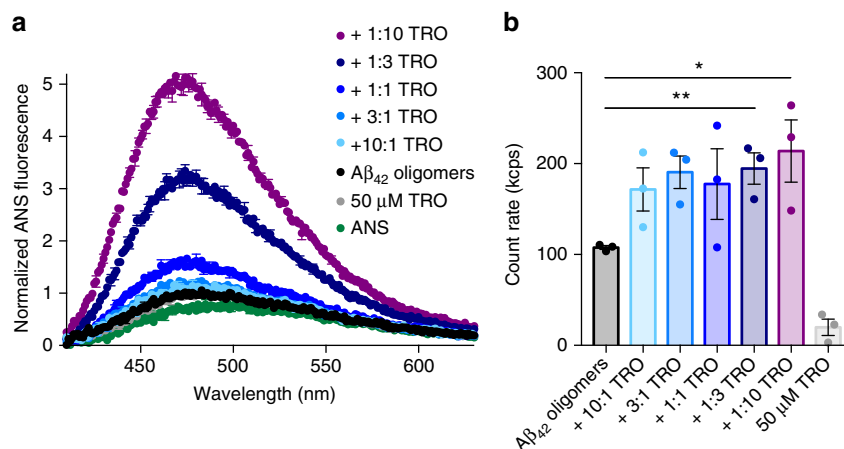 a
+ 1:10 TRO
+ 1:3 TRO
+ 1:1 TRO
+ 3:1 TRO
+10:1 TRO
Aβ42 oligomers
50 μM TRO
ANS
5
4
3
2
1
0
Normalized ANS fluorescence
450
500
550
600
Wavelength (nm)
b
*
**
300
200
100
0
Count rate (kcps)
Aβ42 oligomers
+ 10:1 TRO
+ 3:1 TRO
+ 1:1 TRO
+ 1:3 TRO
+ 1:10 TRO
50 μM TRO